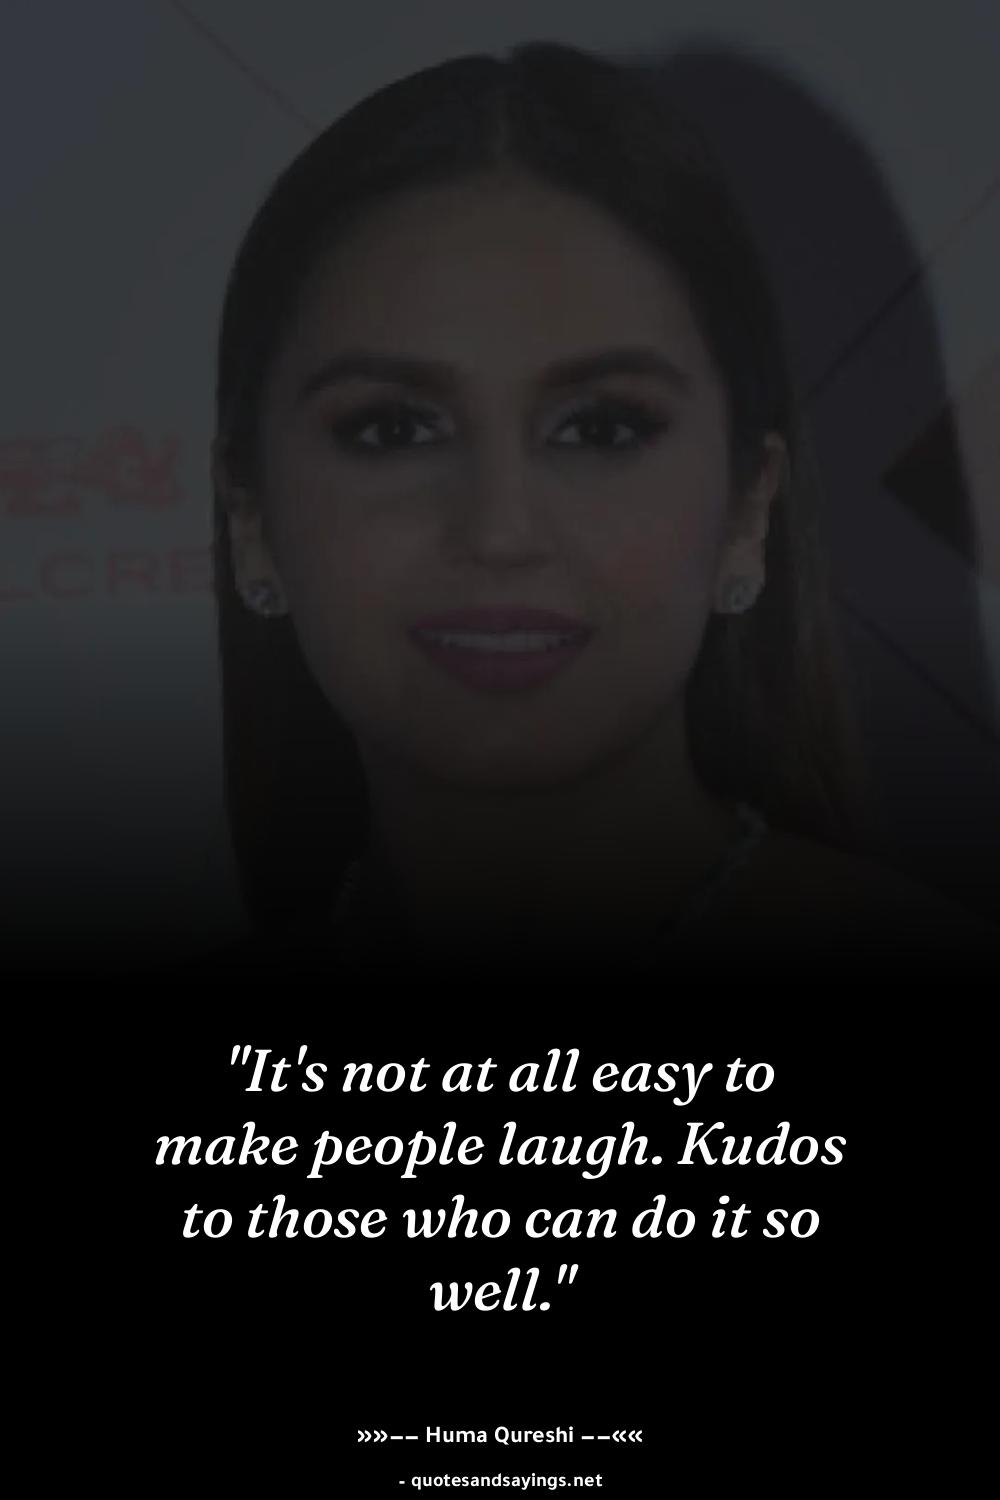 LCRE
"It's not at all easy to
make people laugh. Kudos
to those who can do it so
well."
»»—— Huma Qureshi ——««
- quotesandsayings.net